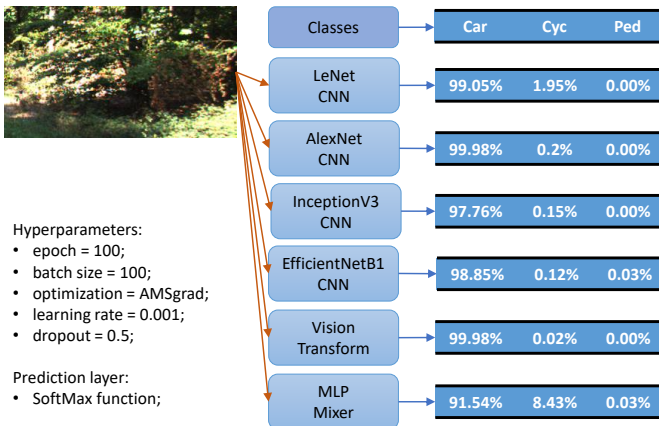 Classes Car Cyc Ped
LeNet
CNN
99.05% 1.95% 0.00%
AlexNet
CNN
99.98% 0.2% 0.00%
InceptionV3
CNN
97.76% 0.15% 0.00%
EfficientNetB1
CNN
98.85% 0.12% 0.03%
Vision
Transform
99.98% 0.02% 0.00%
MLP
Mixer
91.54% 8.43% 0.03%
Hyperparameters:
• epoch = 100;
• batch size = 100;
• optimization = AMSgrad;
• learning rate = 0.001;
• dropout = 0.5;
Prediction layer:
• SoftMax function;